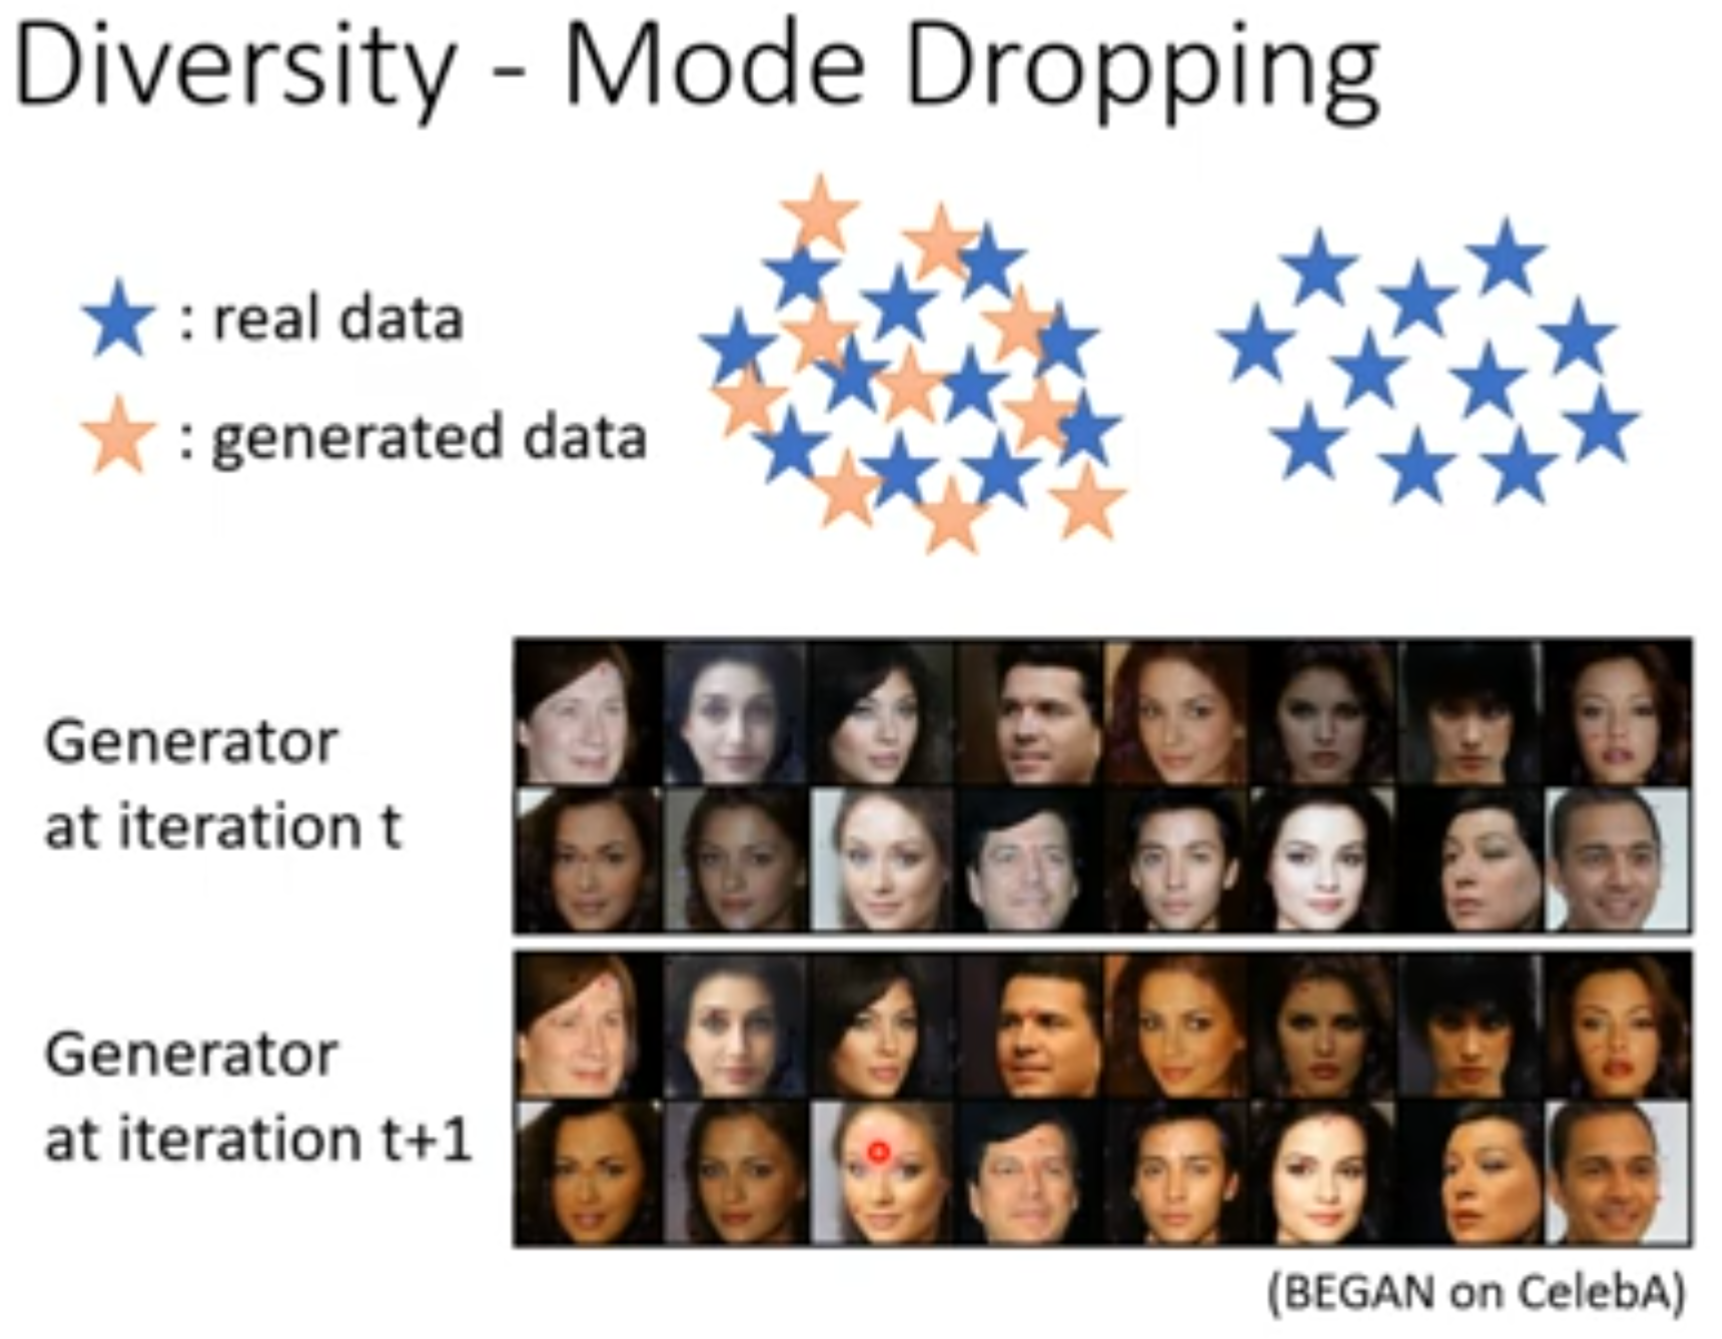 Diversity - Mode Dropping
: real data
: generated data
Generator
at iteration t
Generator
at iteration t+1
(BEGAN on CelebA)